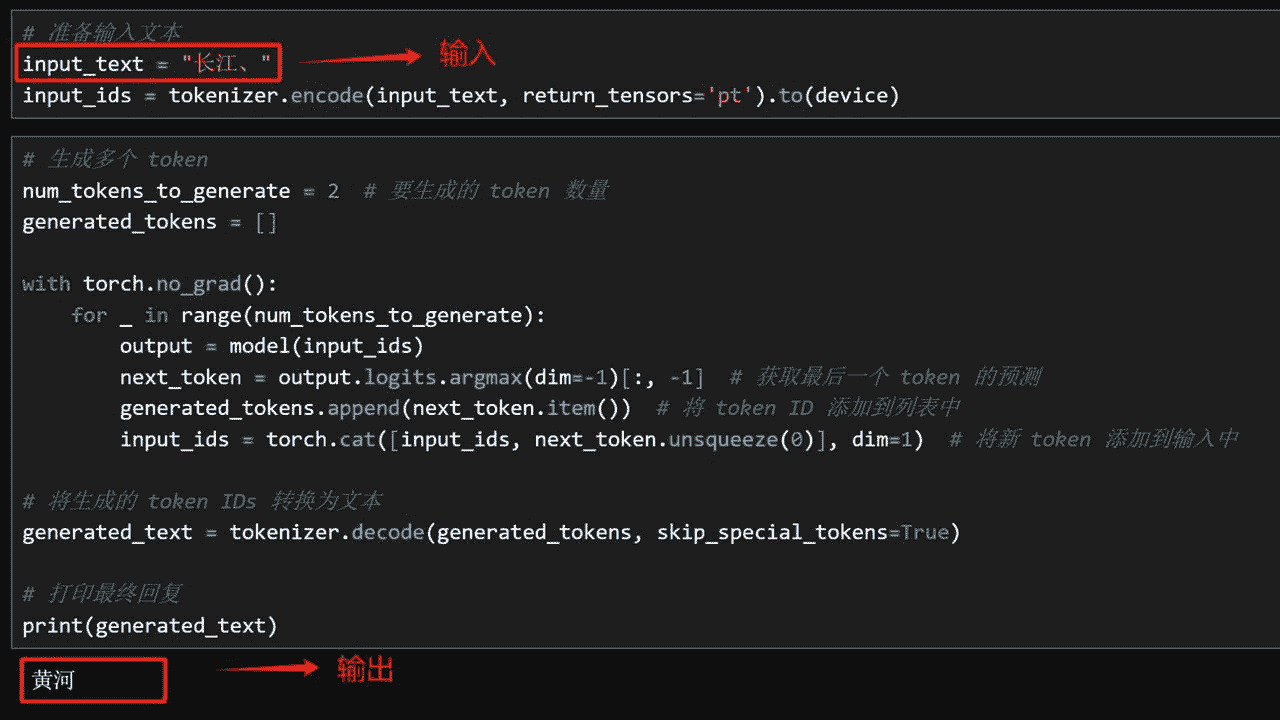 # 准备输入文本
input_text = "长江、" 输入
input_ids = tokenizer.encode(input_text, return_tensors='pt').to(device)
# 生成多个 token
num_tokens_to_generate = 2  # 要生成的 token 数量
generated_tokens = []
with torch.no_grad():
    for _ in range(num_tokens_to_generate):
        output = model(input_ids)
        next_token = output.logits.argmax(dim=-1)[:, -1]  # 获取最后一个 token 的预测
        generated_tokens.append(next_token.item())  # 将 token ID 添加到列表中
        input_ids = torch.cat([input_ids, next_token.unsqueeze(0)], dim=1)  # 将新 token 添加到输入中
# 将生成的 token IDs 转换为文本
generated_text = tokenizer.decode(generated_tokens, skip_special_tokens=True)
# 打印最终回复
print(generated_text)
黄河 输出